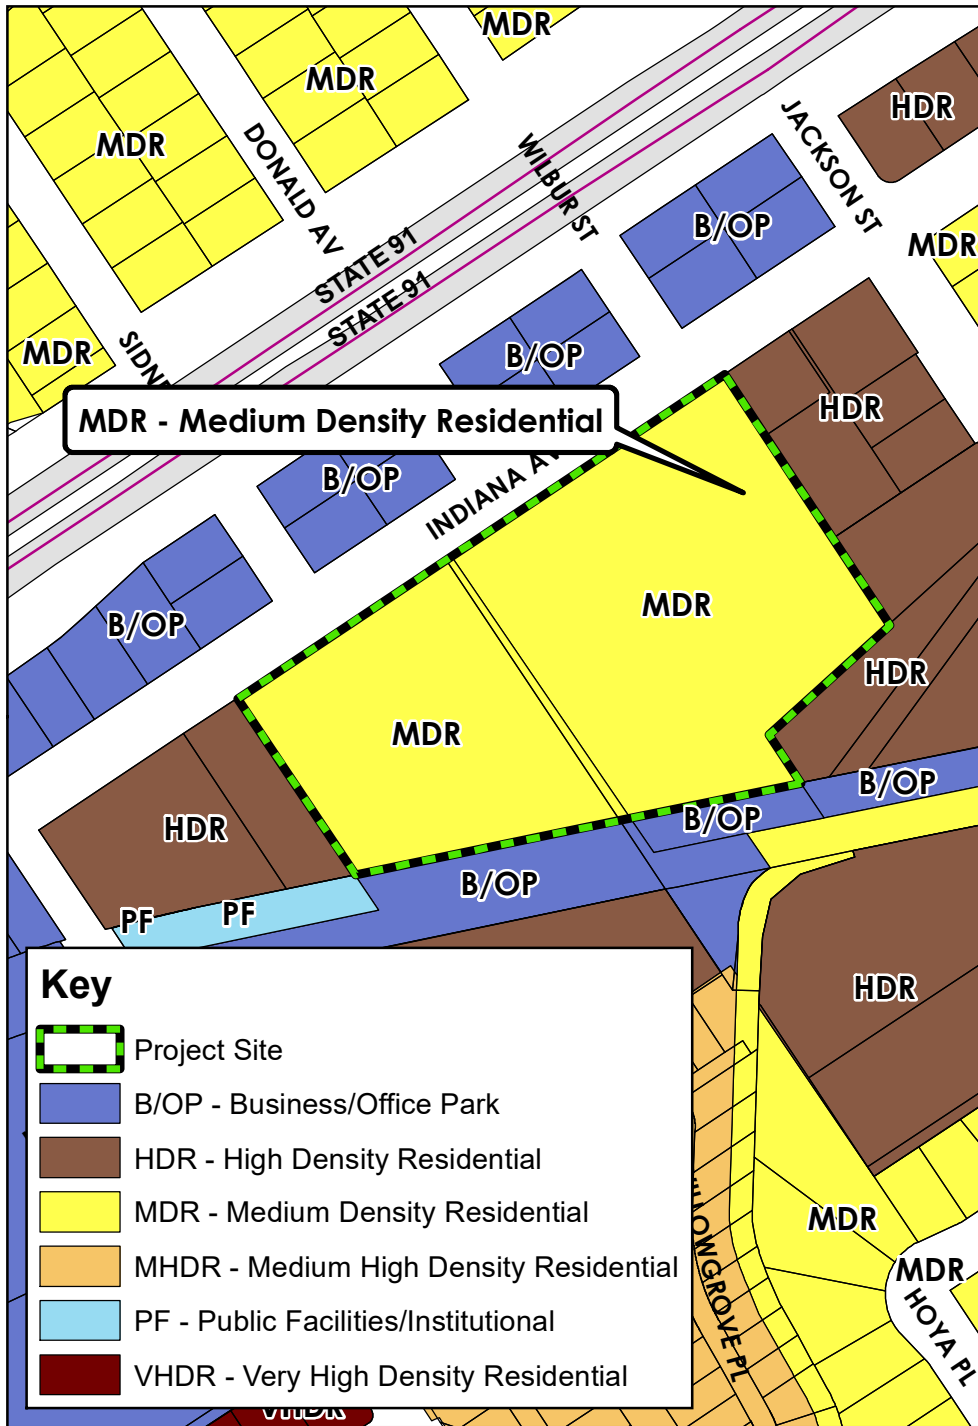 MDR
MDR
MDR
HDR
JACKSON ST
DONALD AV
WILBUR ST
B/OP
MDR
STATE 91
STATE 91
MDR
B/OP
HDR
MDR - Medium Density Residential
B/OP
INDIANA
MDR
B/OP
HDR
MDR
B/OP
B/OP
HDR
B/OP
PF
PF
HDR
Key
Project Site
B/OP - Business/Office Park
HDR - High Density Residential
MDR - Medium Density Residential
MHDR - Medium High Density Residential
PF - Public Facilities/Institutional
VHDR - Very High Density Residential
MDR
MDR
HOYA PL
PL
VHDR